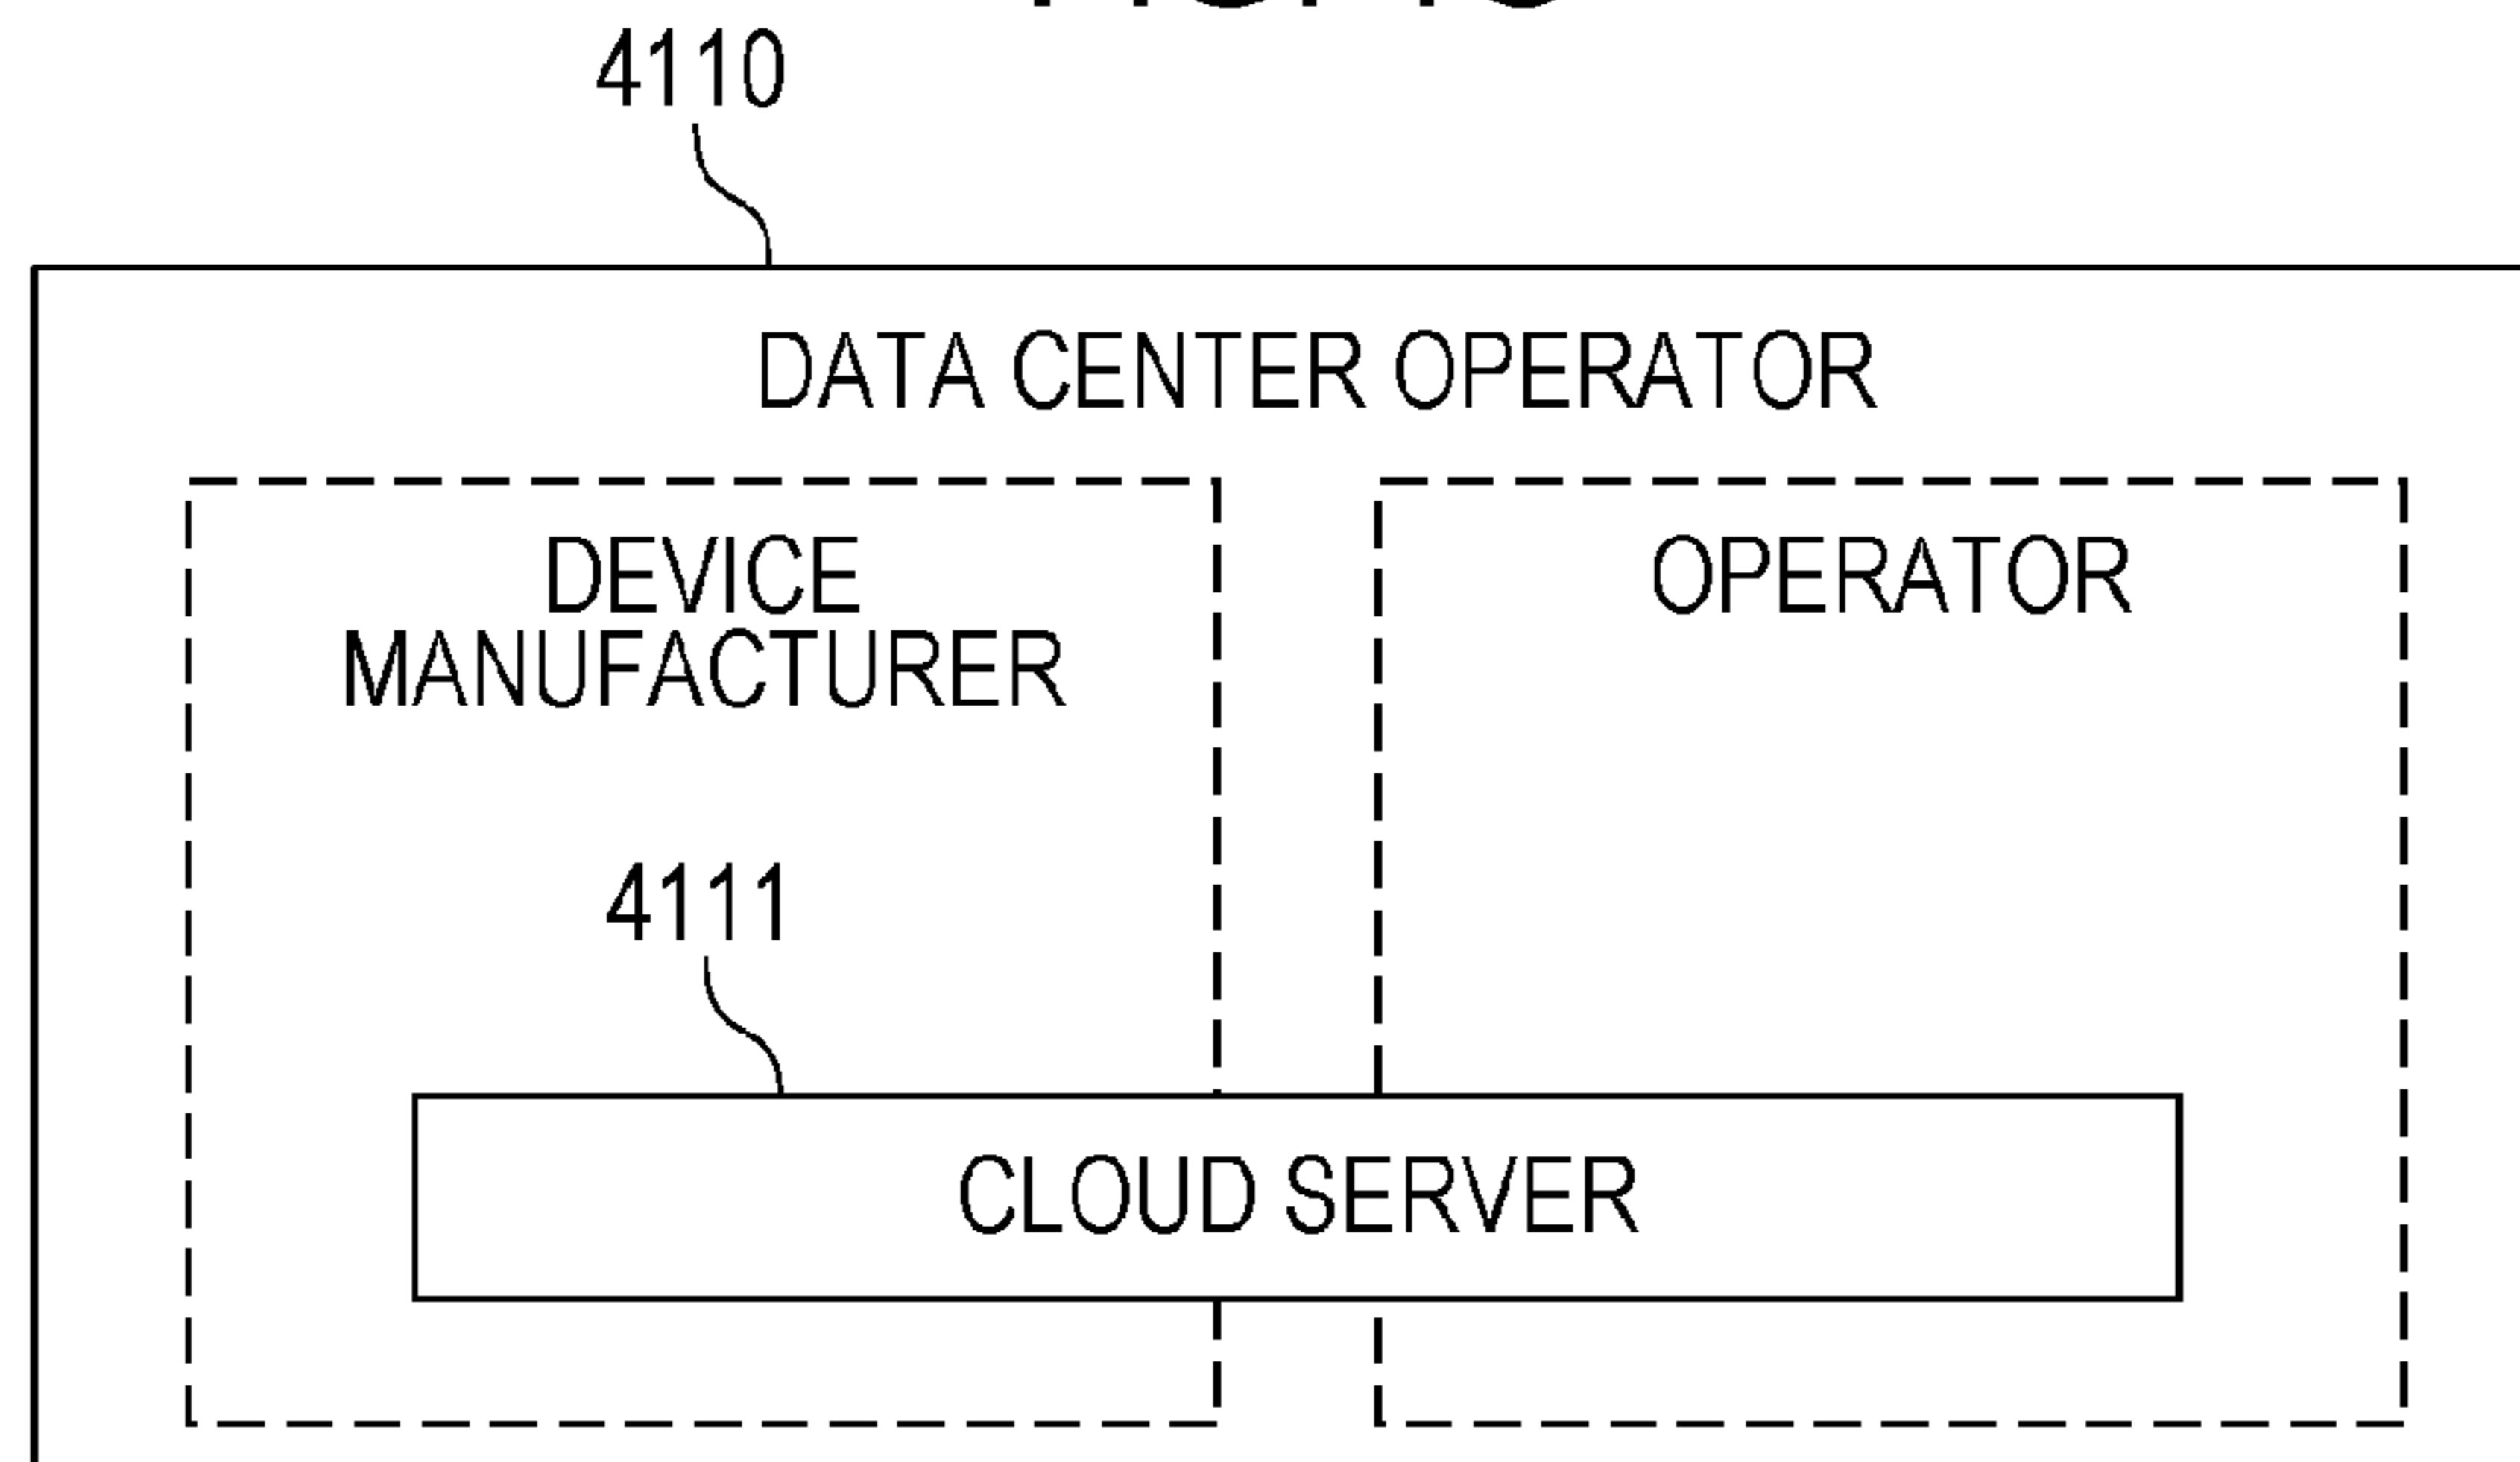 4110
DATA CENTER OPERATOR
DEVICE
MANUFACTURER
OPERATOR
4111
CLOUD SERVER